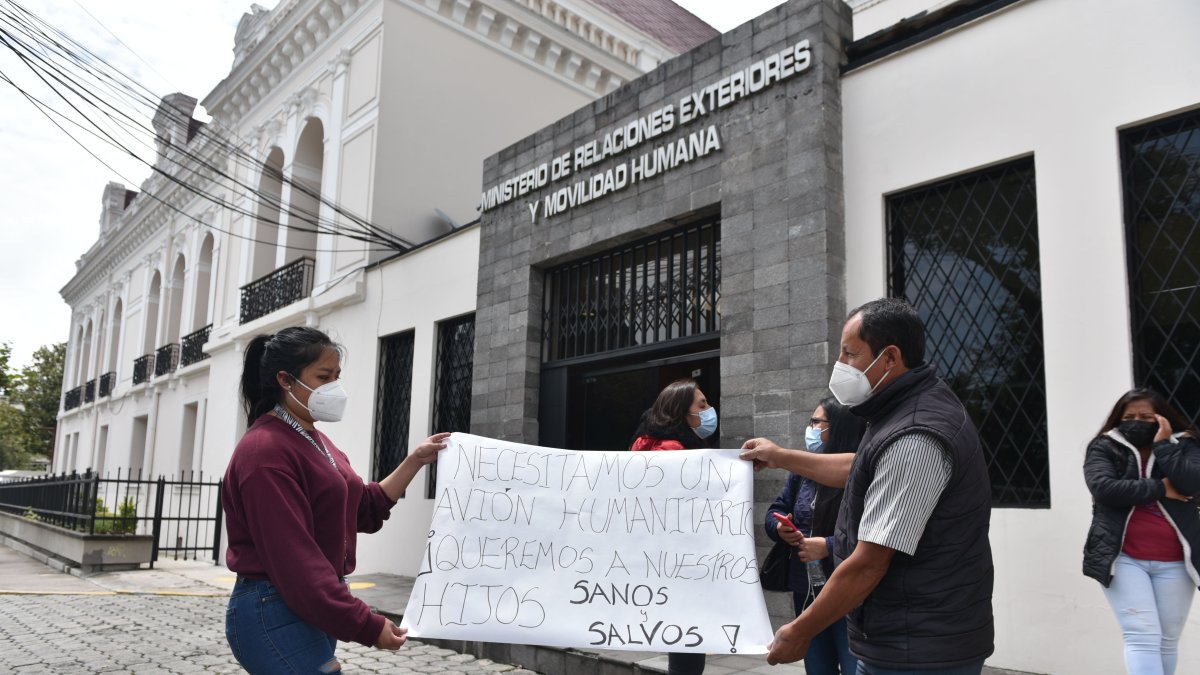 MINISTERIO DE RELACIONES EXTERIORES
Y MOVILIDAD HUMANA
NECESITAMOS UN
AVIÓN HUMANITARIO
¡QUEREMOS A NUESTROS
HIJOS SANOS
y
SALVOS!